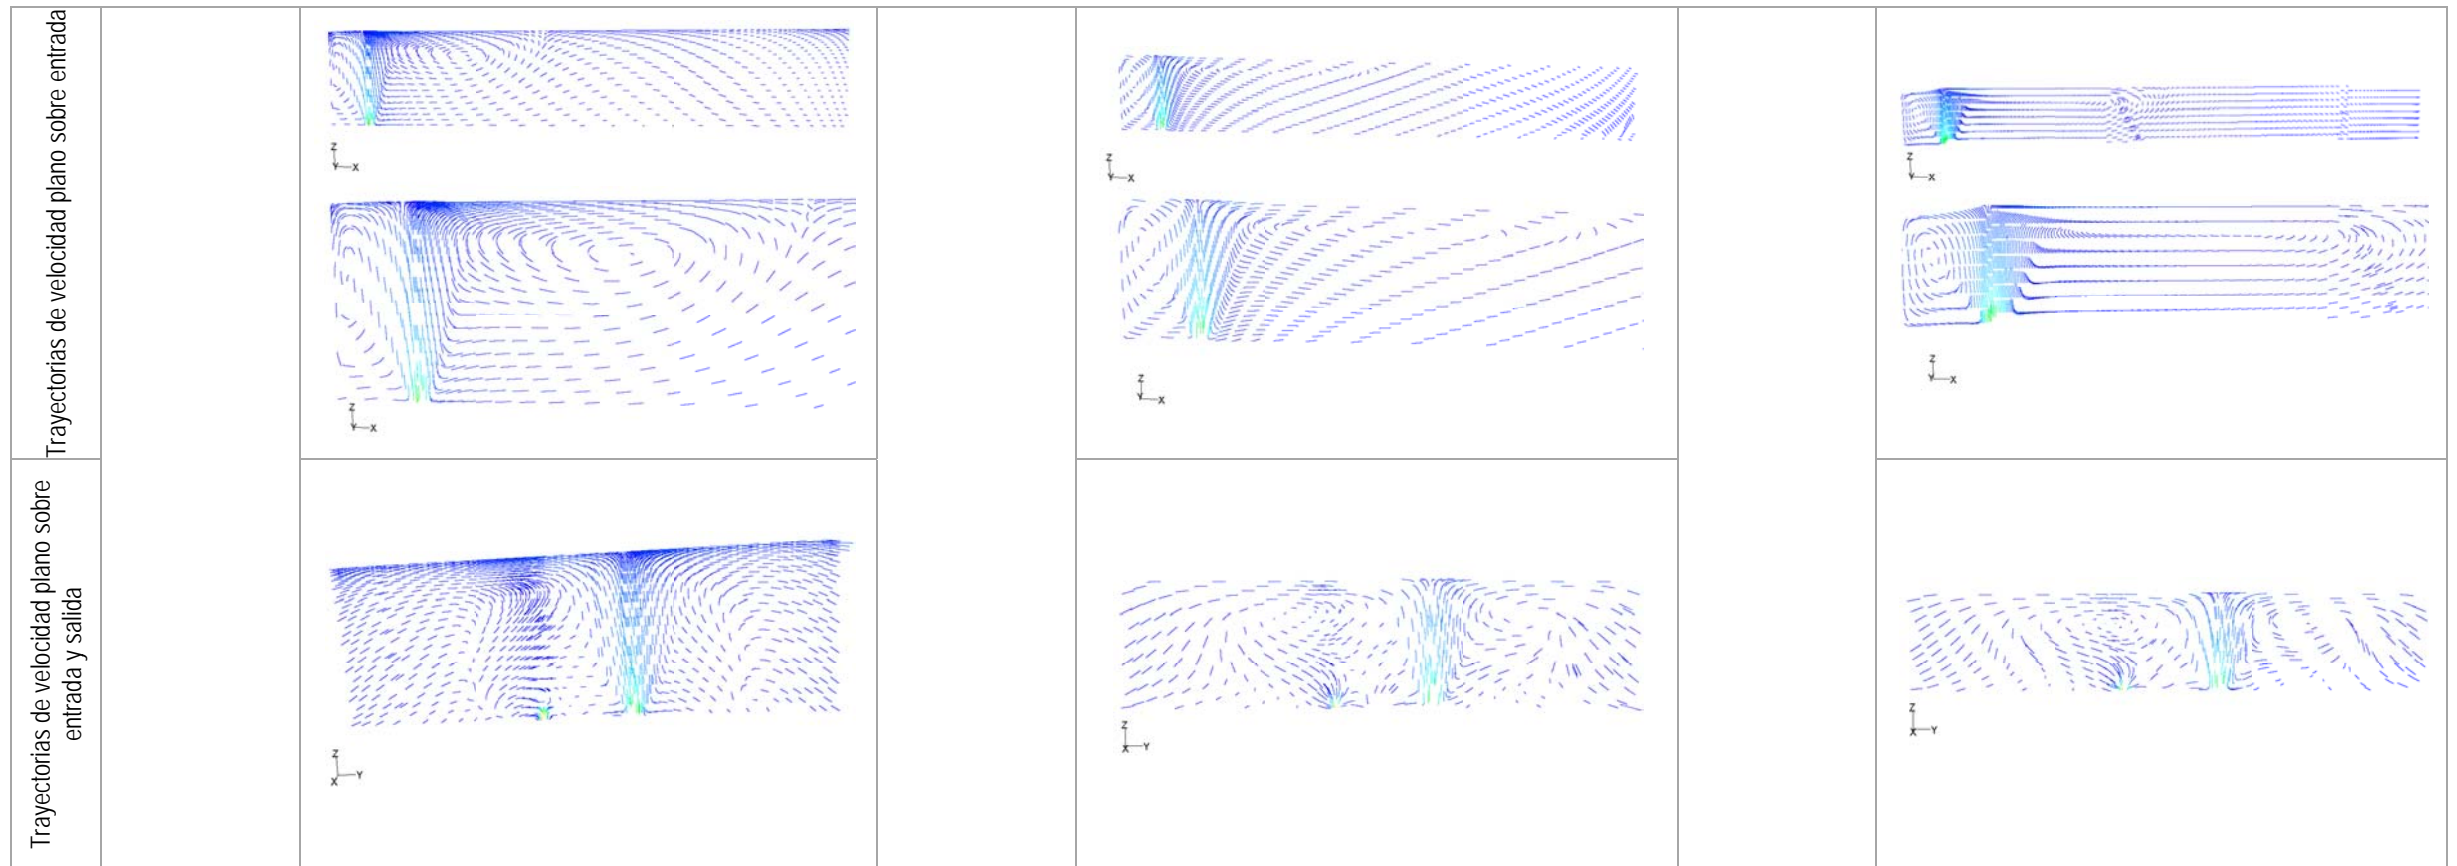 Trayectorias de velocidad plano sobre entrada
Z
Y
X
Z
Y
X
Z
Y
X
Z
Y
X
Z
Y
X
Z
Y
X
Trayectorias de velocidad plano sobre
entrada y salida
Z
X
Y
Z
X
Y
Z
X
Y